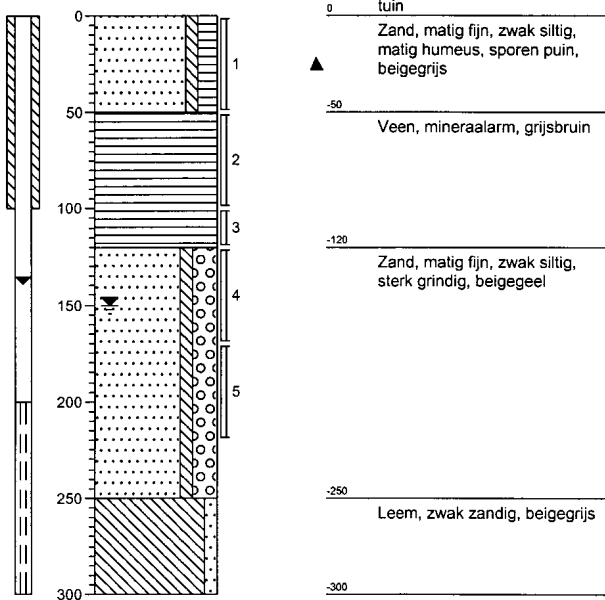 0
tuin
0
Zand, matig fijn, zwak siltig,
matig humeus, sporen puin,
beigegrijs
1
50
-50
Veen, mineraalarm, grijsbruin
2
100
3
-120
Zand, matig fijn, zwak siltig,
sterk grindig, beigegeel
4
150
5
200
250
-250
Leem, zwak zandig, beigegrijs
300
-300